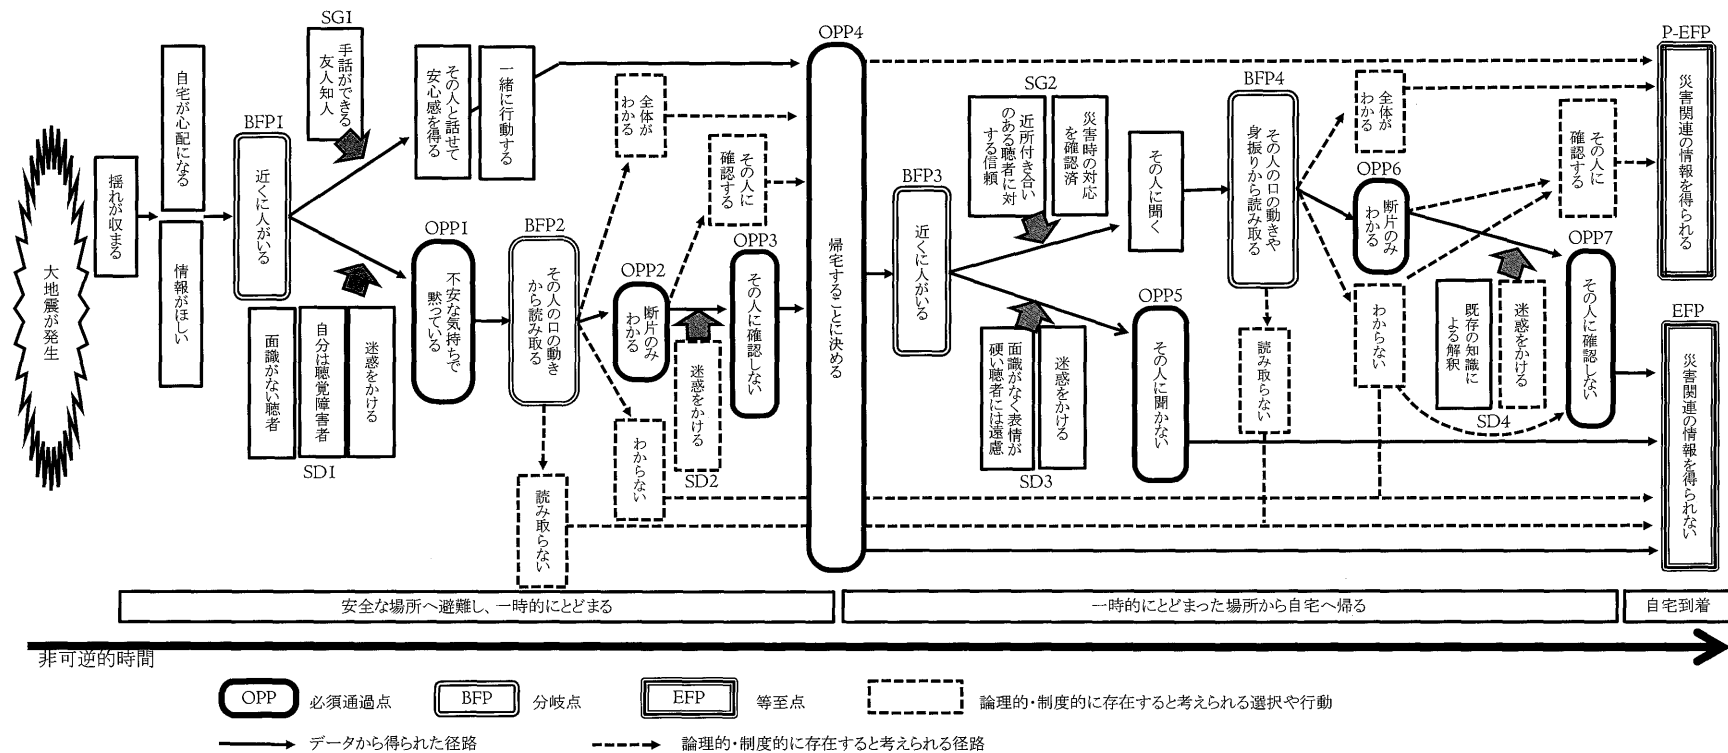 大地震が発生
揺れが収まる
自宅が心配になる
情報がほしい
BFP1
近くに人がいる
SG1
手話ができる
友人知人
その人と話せて
安心感を得る
一緒に行動する
面識がない聴者
自分は聴覚障害者
迷惑をかける
SD1
OPP1
不安な気持ちで
黙っている
BFP2
その人の口の動き
から読み取る
全体が
わかる
OPP2
断片のみ
わかる
わからない
読み取らない
その人に
確認する
迷惑をかける
SD2
OPP3
その人に確認しない
OPP4
帰宅することに決める
BFP3
近くに人がいる
SG2
近所付き合い
のある聴者に対
する信頼
災害時の対応
を確認済
面識がなく表情が
硬い聴者には遠慮
迷惑をかける
SD3
その人に聞く
OPP5
その人に聞かない
BFP4
その人の口の動きや
身振りから読み取る
読み取らない
全体が
わかる
OPP6
断片のみ
わかる
わからない
その人に
確認する
既存の知識に
よる解釈
迷惑をかける
SD4
OPP7
その人に確認しない
P-EFP
災害関連の情報を得られる
EFP
災害関連の情報を得られない
安全な場所へ避難し、一時的にとどまる
一時的にとどまった場所から自宅へ帰る
自宅到着
非可逆的時間
OPP 必須通過点
BFP 分岐点
EFP 等至点
論理的・制度的に存在すると考えられる選択や行動
データから得られた径路
論理的・制度的に存在すると考えられる径路